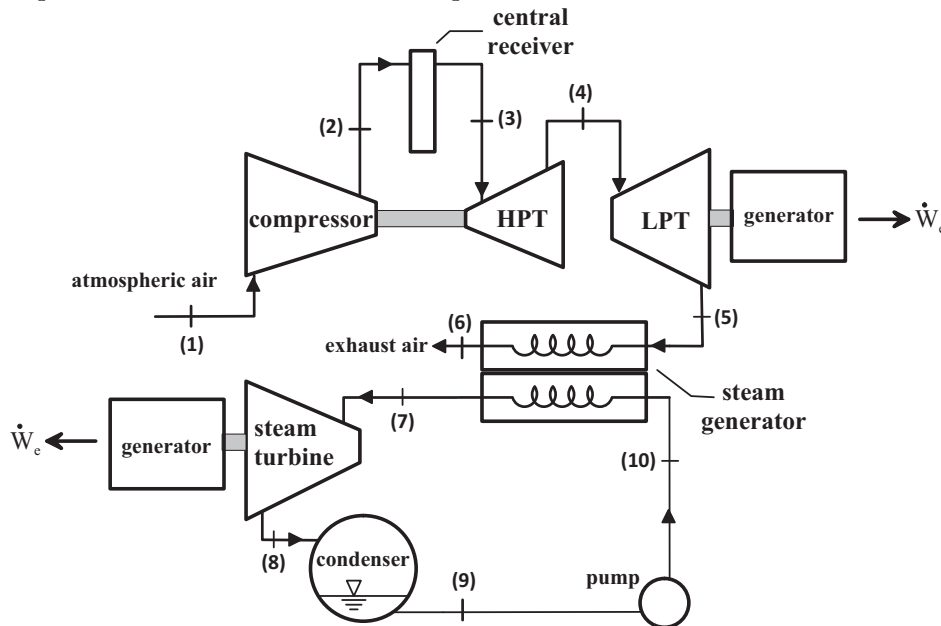 central
receiver
(2)
(3)
(4)
compressor
HPT
LPT
generator
Ẇe
atmospheric air
(1)
(5)
(6)
exhaust air
steam
generator
(7)
(10)
Ẇe
generator
steam
turbine
(8)
condenser
(9)
pump